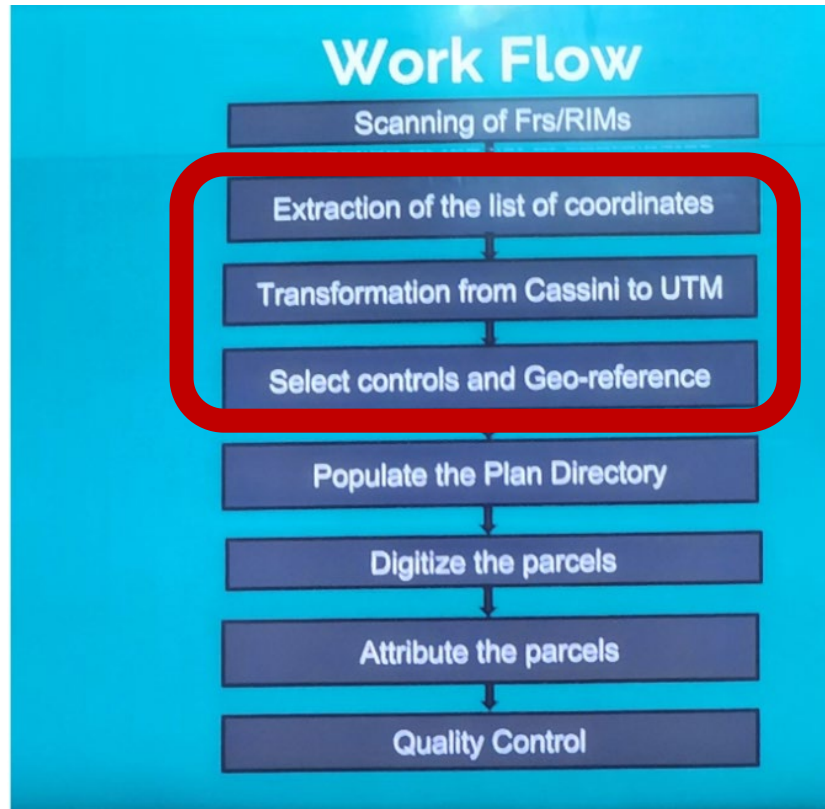 Work Flow
Scanning of Frs/RIMs
Extraction of the list of coordinates
Transformation from Cassini to UTM
Select controls and Geo-reference
Populate the Plan Directory
Digitize the parcels
Attribute the parcels
Quality Control